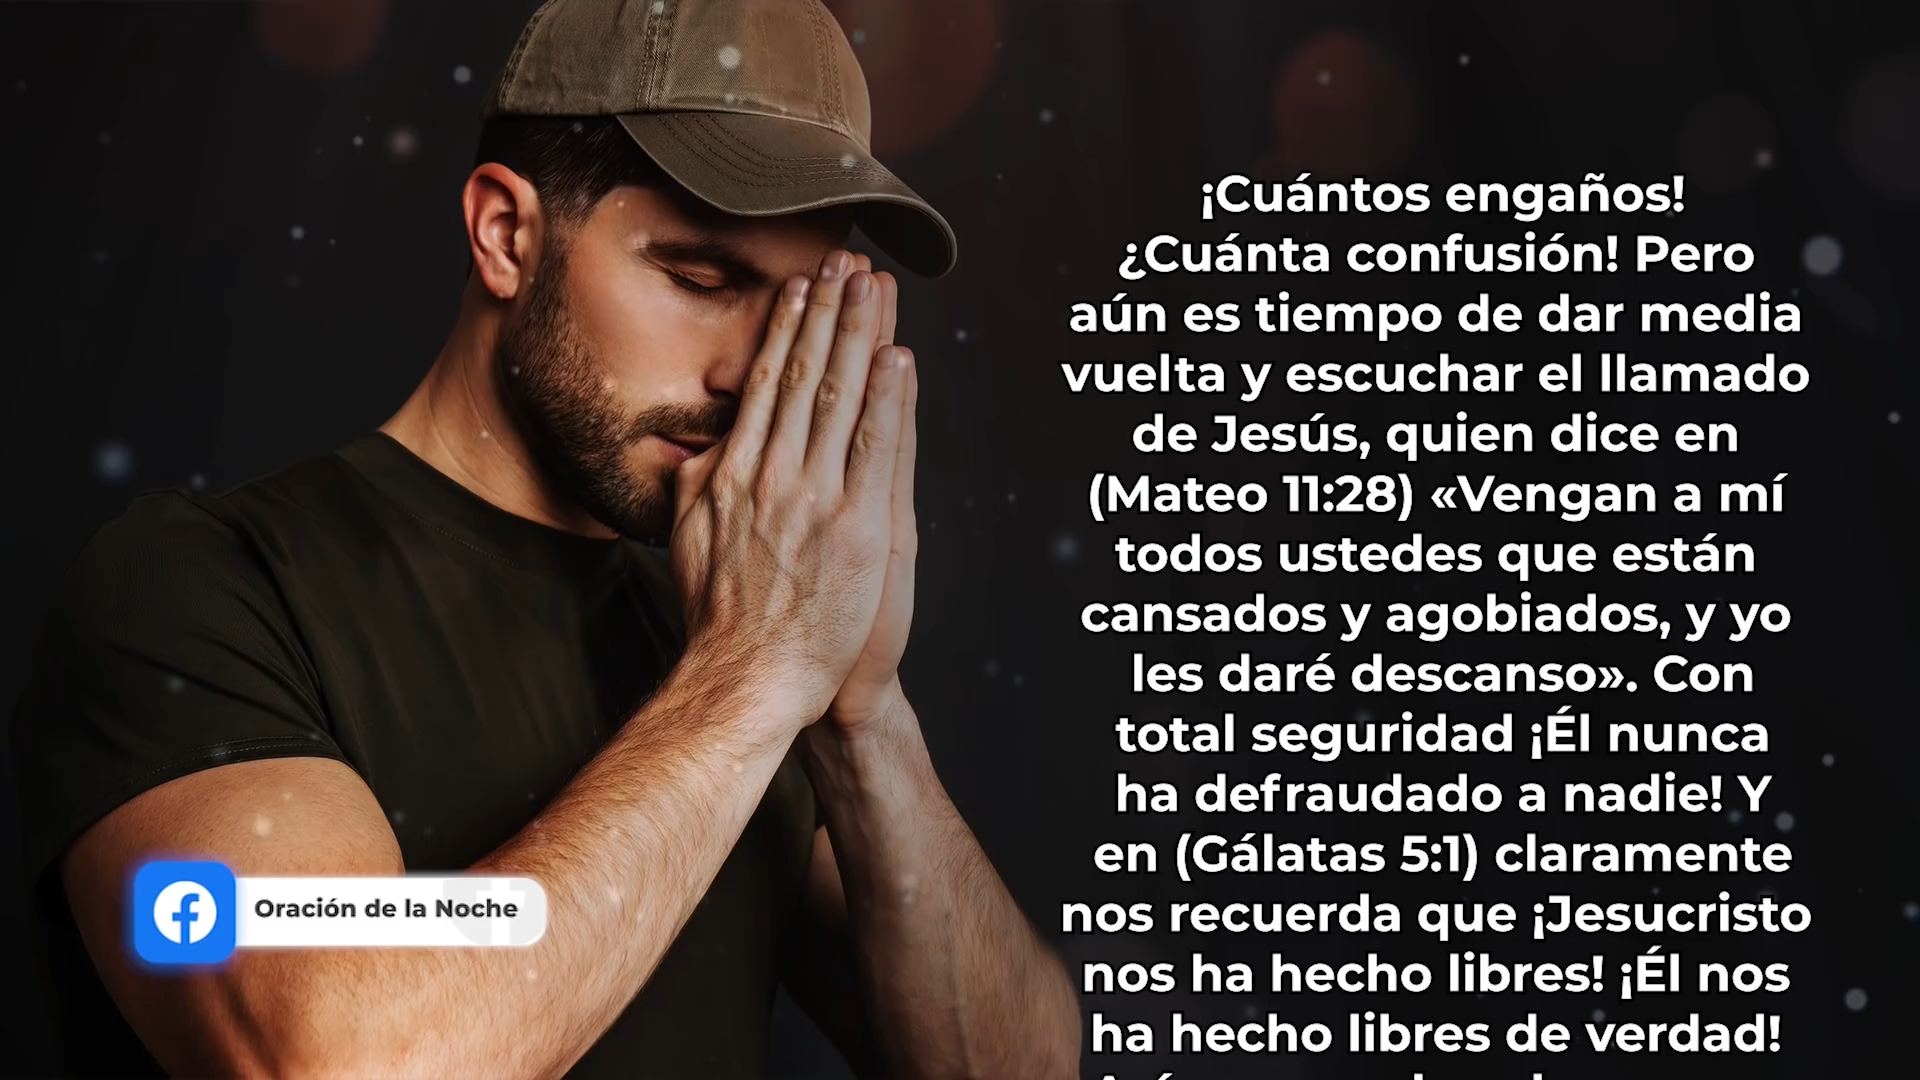 ¡Cuántos engaños!
¿Cuánta confusión! Pero
aún es tiempo de dar media
vuelta y escuchar el llamado
de Jesús, quien dice en
(Mateo 11:28) «Vengan a mí
todos ustedes que están
cansados y agobiados, y yo
les daré descanso». Con
total seguridad ¡Él nunca
ha defraudado a nadie! Y
en (Gálatas 5:1) claramente
nos recuerda que ¡Jesucristo
nos ha hecho libres! ¡Él nos
ha hecho libres de verdad!
Oración de la Noche